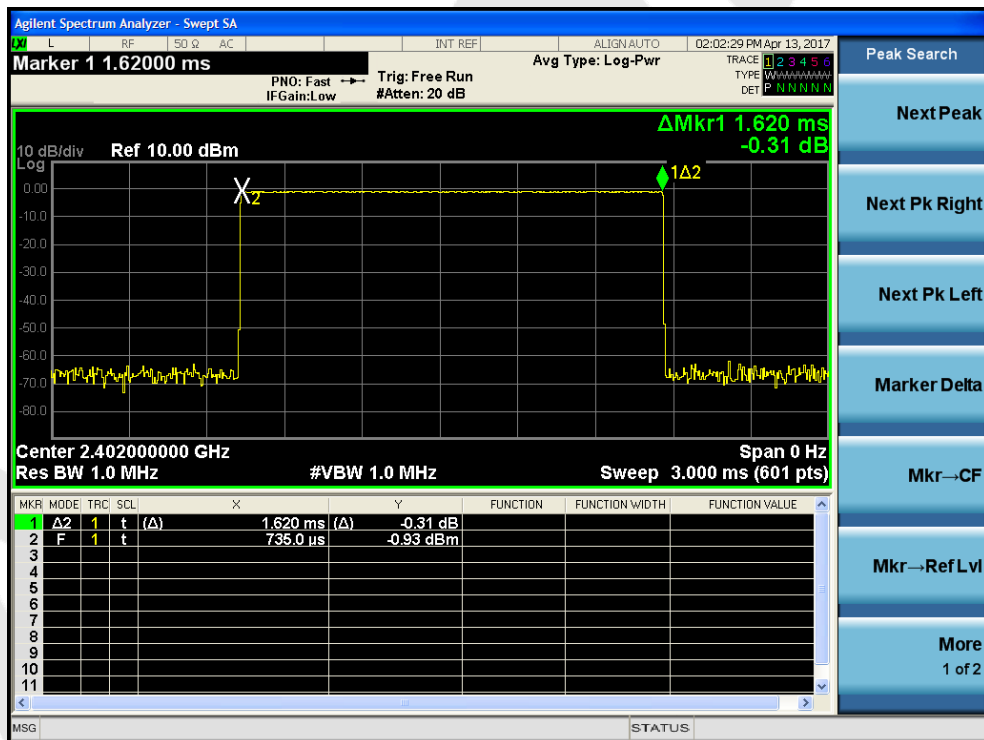 Agilent Spectrum Analyzer - Swept SA
LXI L RF 50 Ω AC INT REF ALIGN AUTO 02:02:29 PM Apr 13, 2017
Marker 1 1.62000 ms
PNO: Fast
IFGain:Low
Trig: Free Run
#Atten: 20 dB
Avg Type: Log-Pwr
TRACE 1 2 3 4 5 6
TYPE WWWWWW
DET P N N N N N
ΔMkr1 1.620 ms
-0.31 dB
10 dB/div Ref 10.00 dBm
Log
0.00
-10.0
-20.0
-30.0
-40.0
-50.0
-60.0
-70.0
-80.0
X2
1Δ2
Center 2.402000000 GHz Span 0 Hz
Res BW 1.0 MHz #VBW 1.0 MHz Sweep 3.000 ms (601 pts)
MKR MODE TRC SCL X Y FUNCTION FUNCTION WIDTH FUNCTION VALUE
1 Δ2 1 t (Δ) 1.620 ms (Δ) -0.31 dB
2 F 1 t 735.0 µs -0.93 dBm
3
4
5
6
7
8
9
10
11
MSG STATUS
Peak Search
Next Peak
Next Pk Right
Next Pk Left
Marker Delta
Mkr→CF
Mkr→Ref Lvl
More
1 of 2